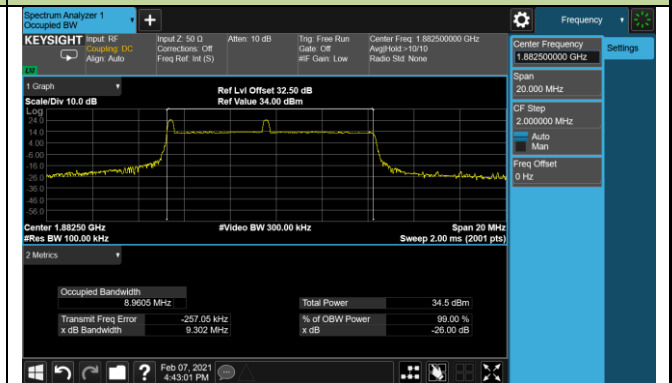 Spectrum Analyzer 1
Occupied BW
+
Frequency
KEYSIGHT
Input: RF
Coupling: DC
Align: Auto
Input Z: 50 Ω
Corrections: Off
Freq Ref: Int (S)
Atten: 10 dB
Trig: Free Run
Gate: Off
#IF Gain: Low
Center Freq: 1.882500000 GHz
Avg|Hold:>10/10
Radio Std: None
Center Frequency
1.882500000 GHz
Settings
Span
20.000 MHz
CF Step
2.000000 MHz
Auto
Man
Freq Offset
0 Hz
1 Graph
Scale/Div 10.0 dB
Ref Lvl Offset 32.50 dB
Ref Value 34.00 dBm
Log
24.0
14.0
4.00
-6.00
-16.0
-26.0
-36.0
-46.0
-56.0
Center 1.88250 GHz
#Res BW 100.00 kHz
#Video BW 300.00 kHz
Span 20 MHz
Sweep 2.00 ms (2001 pts)
2 Metrics
Occupied Bandwidth
8.9605 MHz
Total Power
34.5 dBm
Transmit Freq Error
-257.05 kHz
% of OBW Power
99.00 %
x dB Bandwidth
9.302 MHz
x dB
-26.00 dB
?
Feb 07, 2021
4:43:01 PM